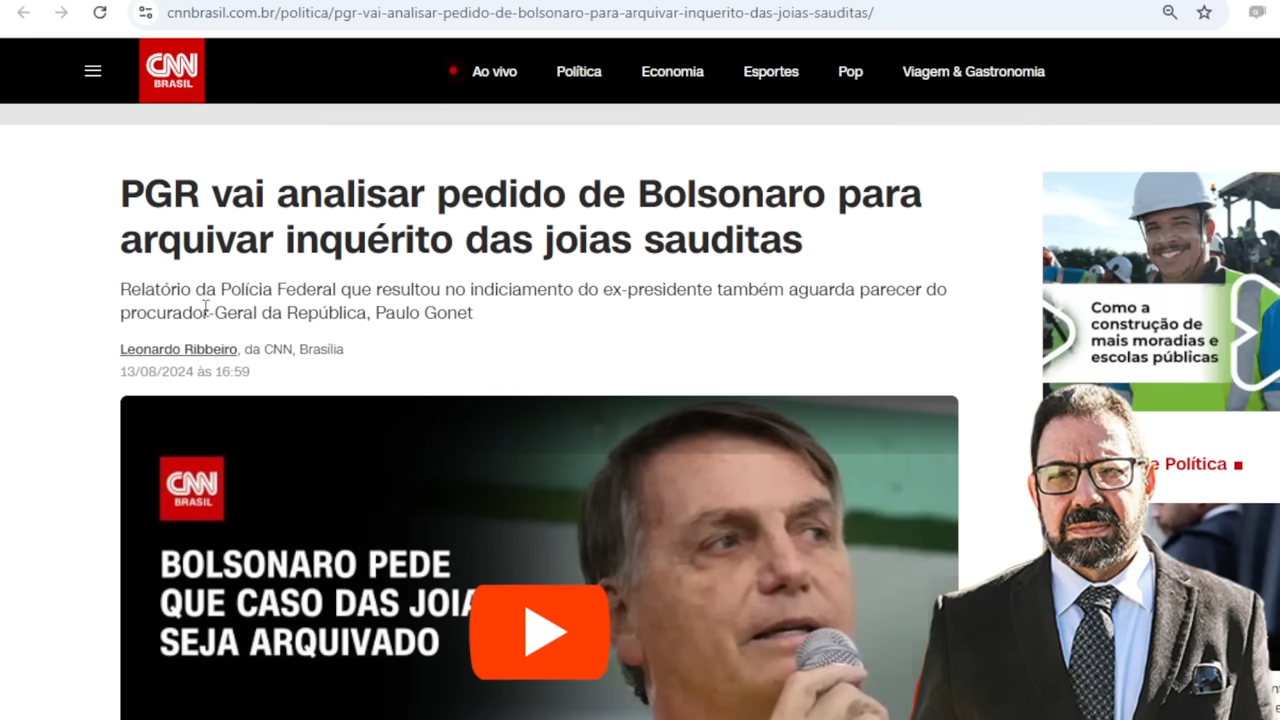 cnnbrasil.com.br/politica/pgr-vai-analisar-pedido-de-bolsonaro-para-arquivar-inquerito-das-joias-sauditas/
CNN
BRASIL
Ao vivo
Política
Economia
Esportes
Pop
Viagem & Gastronomia
PGR vai analisar pedido de Bolsonaro para
arquivar inquérito das joias sauditas
Relatório da Polícia Federal que resultou no indiciamento do ex-presidente também aguarda parecer do
procurador-Geral da República, Paulo Gonet
Leonardo Ribbeiro, da CNN, Brasília
13/08/2024 às 16:59
CNN
BRASIL
BOLSONARO PEDE
QUE CASO DAS JOIA
SEJA ARQUIVADO
Como a
construção de
mais moradias e
escolas públicas
e Política